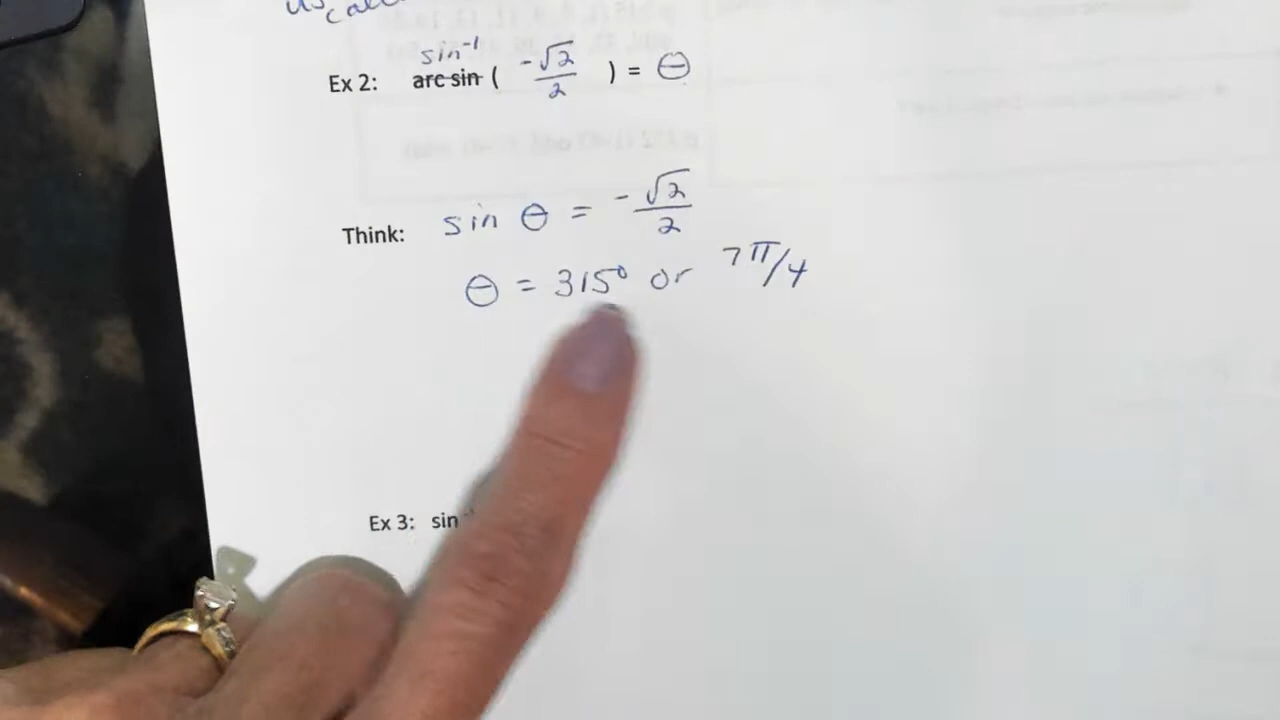 sin⁻¹
Ex 2: arc sin ( -√2/2 ) = θ
Think: sin θ = -√2/2
θ = 315° or 7π/4
Ex 3: sin